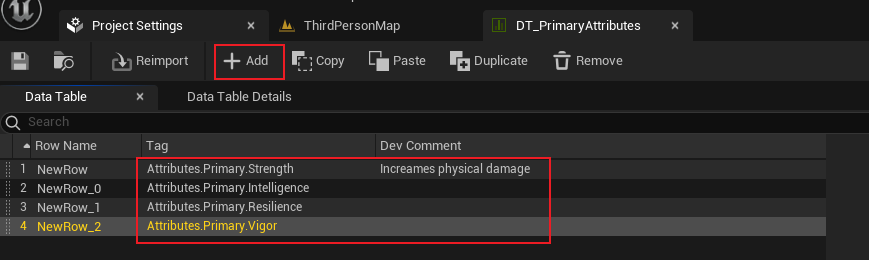 Project Settings × ThirdPersonMap DT_PrimaryAttributes ×
Reimport + Add Copy Paste Duplicate Remove
Data Table × Data Table Details
Search
Row Name Tag Dev Comment
1 NewRow Attributes.Primary.Strength Increames physical damage
2 NewRow_0 Attributes.Primary.Intelligence
3 NewRow_1 Attributes.Primary.Resilience
4 NewRow_2 Attributes.Primary.Vigor